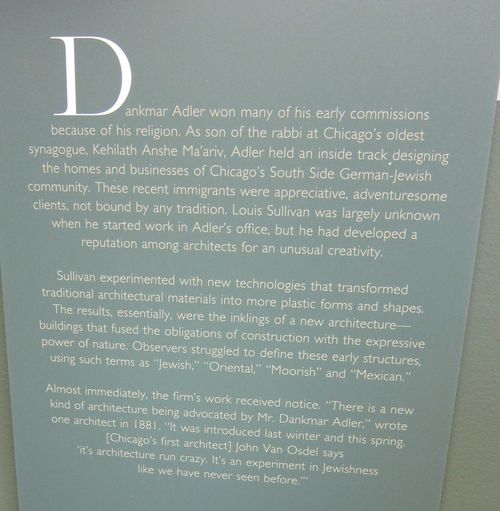 Dankmar Adler won many of his early commissions
because of his religion. As son of the rabbi at Chicago's oldest
synagogue, Kehilath Anshe Ma'ariv, Adler held an inside track designing
the homes and businesses of Chicago's South Side German-Jewish
community. These recent immigrants were appreciative, adventuresome
clients, not bound by any tradition. Louis Sullivan was largely unknown
when he started work in Adler's office, but he had developed a
reputation among architects for an unusual creativity.
Sullivan experimented with new technologies that transformed
traditional architectural materials into more plastic forms and shapes.
The results, essentially, were the inklings of a new architecture—
buildings that fused the obligations of construction with the expressive
power of nature. Observers struggled to define these early structures,
using such terms as "Jewish," "Oriental," "Moorish" and "Mexican."
Almost immediately, the firm's work received notice. "There is a new
kind of architecture being advocated by Mr. Dankmar Adler," wrote
one architect in 1881. "It was introduced last winter and this spring.
[Chicago's first architect] John Van Osdel says
'it's architecture run crazy. It's an experiment in Jewishness
like we have never seen before.'"